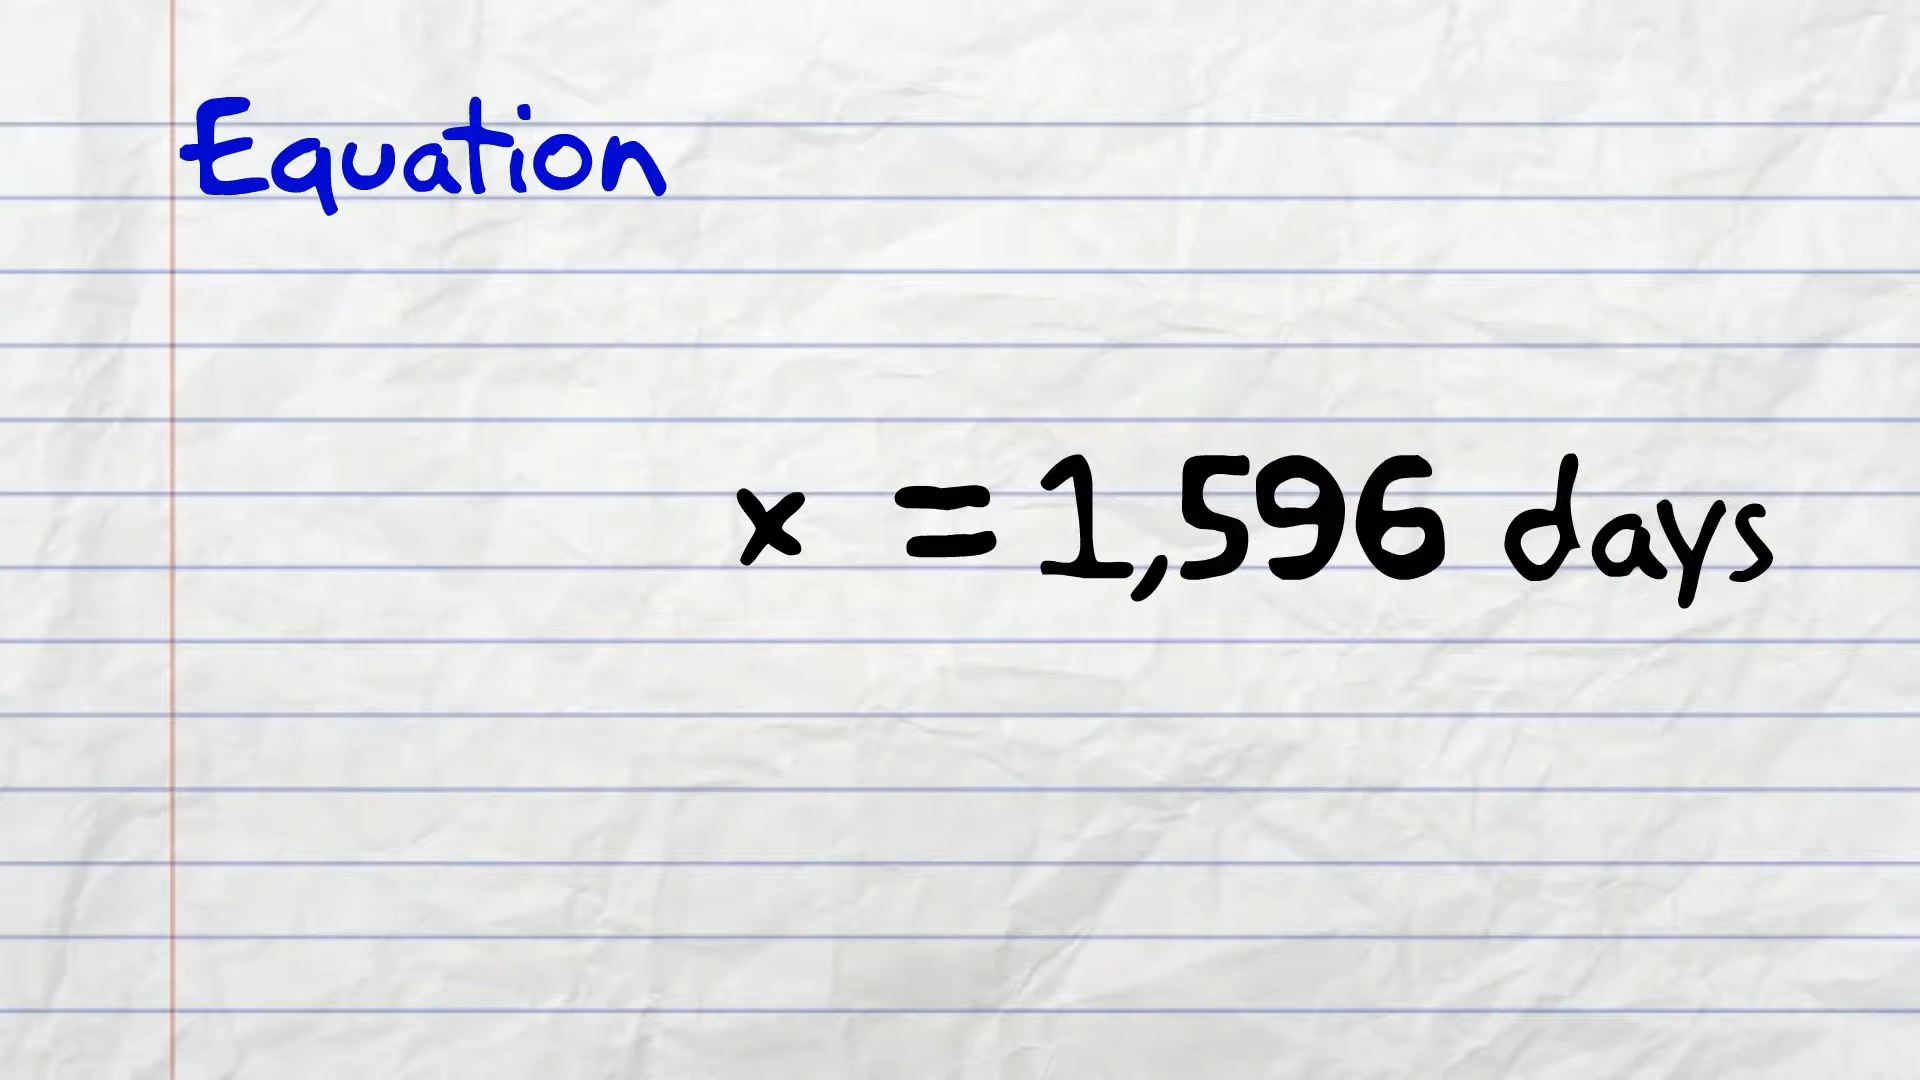 Equation
x = 1,596 days